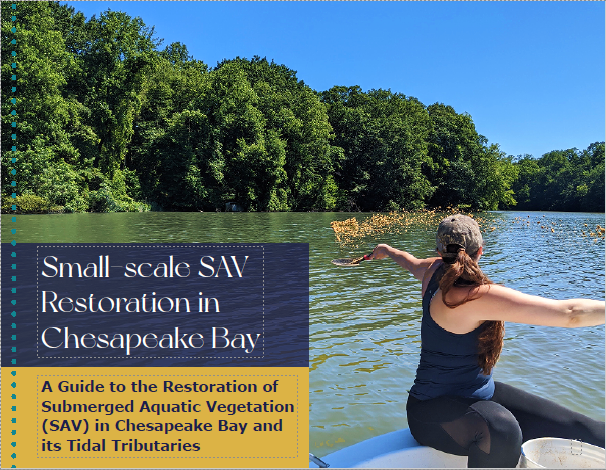 Small-scale SAV
Restoration in
Chesapeake Bay
A Guide to the Restoration of
Submerged Aquatic Vegetation
(SAV) in Chesapeake Bay and
its Tidal Tributaries